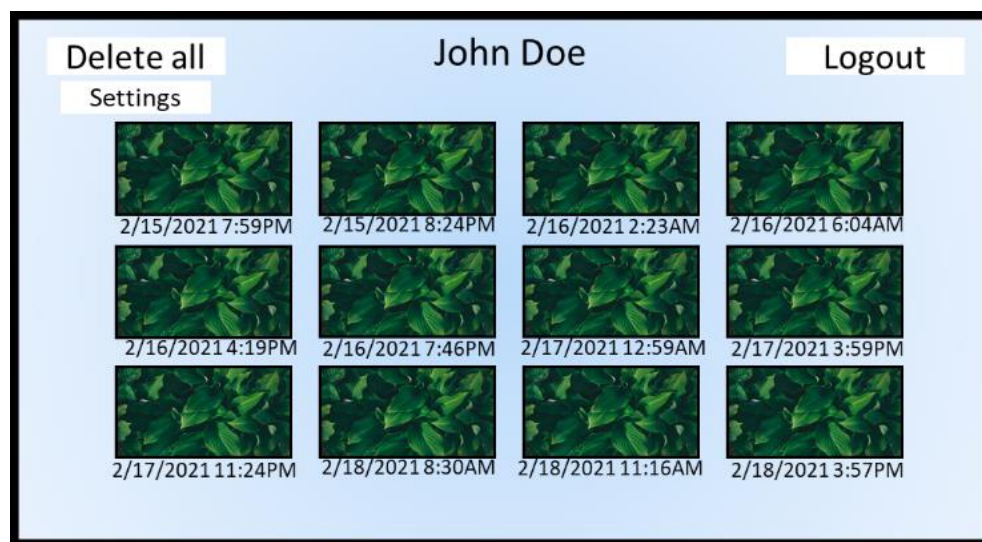 Delete all
John Doe
Logout
Settings
2/15/2021 7:59PM
2/15/2021 8:24PM
2/16/2021 2:23AM
2/16/2021 6:04AM
2/16/2021 4:19PM
2/16/2021 7:46PM
2/17/2021 12:59AM
2/17/2021 3:59PM
2/17/2021 11:24PM
2/18/2021 8:30AM
2/18/2021 11:16AM
2/18/2021 3:57PM